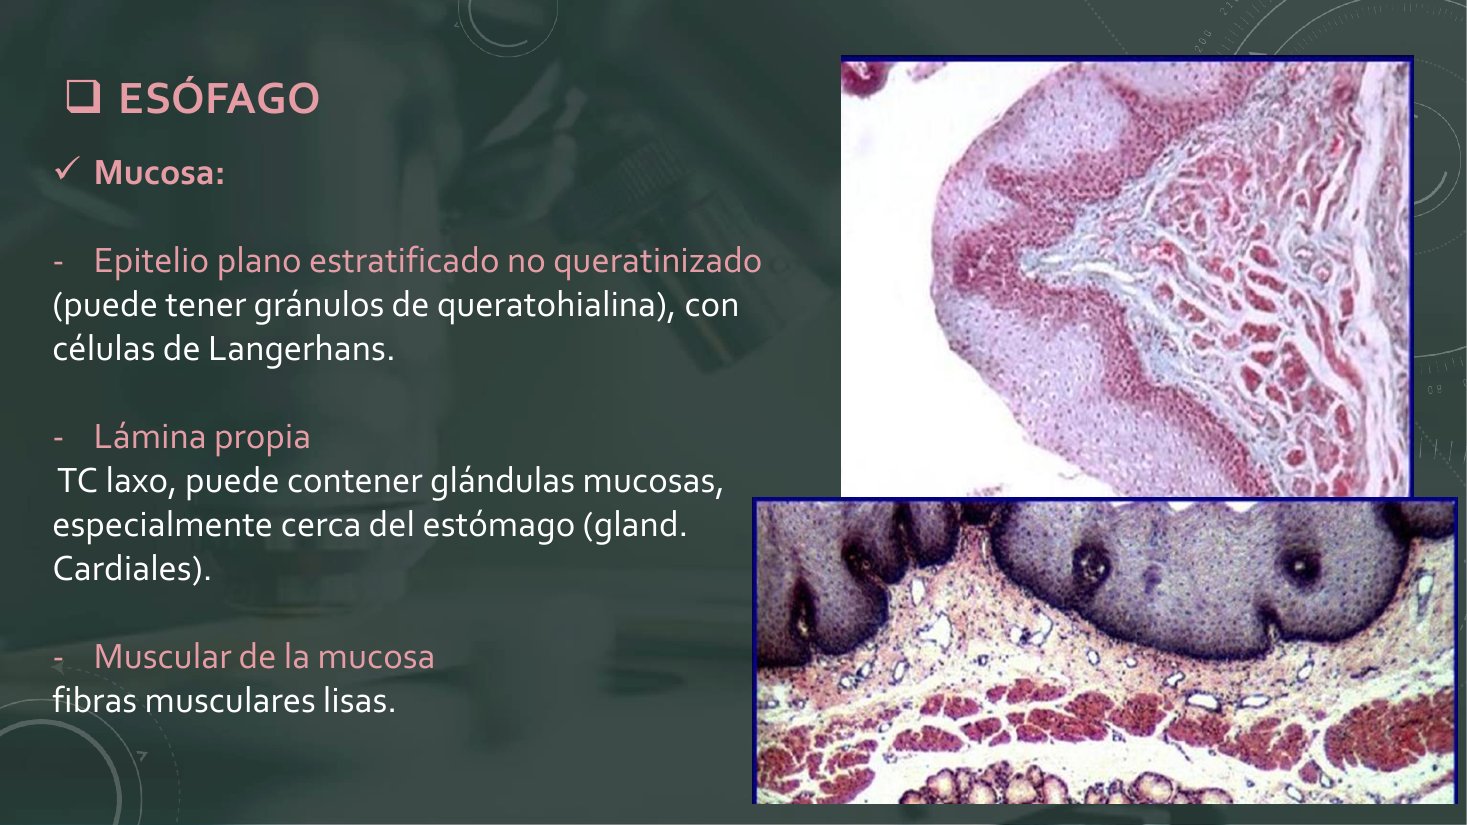 ESÓFAGO
Mucosa:
- Epitelio plano estratificado no queratinizado
(puede tener gránulos de queratohialina), con
células de Langerhans.
- Lámina propia
TC laxo, puede contener glándulas mucosas,
especialmente cerca del estómago (gland.
Cardiales).
- Muscular de la mucosa
fibras musculares lisas.